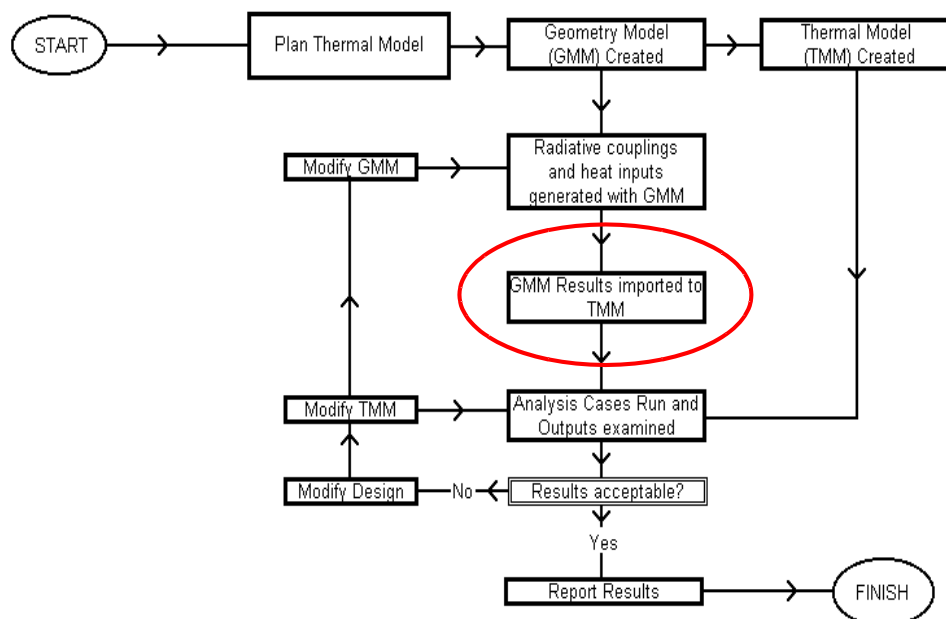 START
Plan Thermal Model
Geometry Model
(GMM) Created
Thermal Model
(TMM) Created
Modify GMM
Radiative couplings
and heat inputs
generated with GMM
GMM Results imported to
TMM
Modify TMM
Analysis Cases Run and
Outputs examined
Modify Design
No
Results acceptable?
Yes
Report Results
FINISH